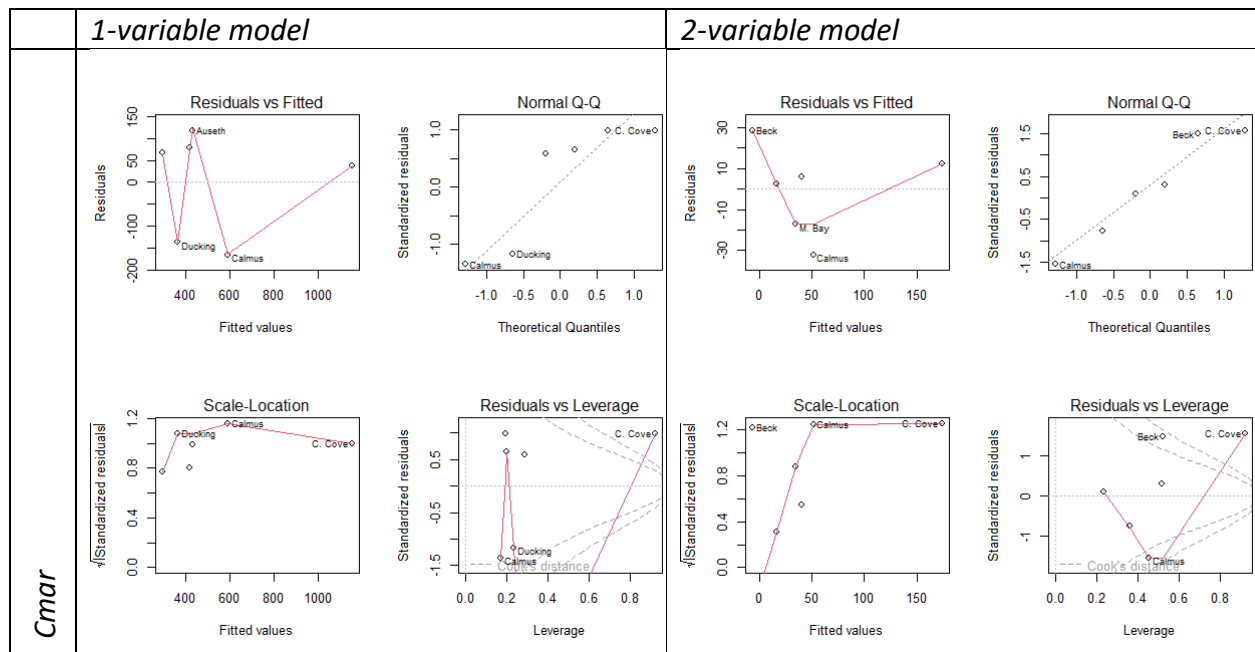 1-variable model
2-variable model
Cmar
Residuals vs Fitted
Residuals
150
50
0
-100
-200
Auseth
Ducking
Calmus
400 600 800 1000
Fitted values
Normal Q-Q
Standardized residuals
1.0
0.0
-1.0
C. Cove
Ducking
Calmus
-1.0 -0.5 0.0 0.5 1.0
Theoretical Quantiles
Scale-Location
√|Standardized residuals|
1.2
0.8
0.4
0.0
Ducking
Calmus
C. Cove
400 600 800 1000
Fitted values
Residuals vs Leverage
Standardized residuals
0.5
-0.5
-1.5
C. Cove
Ducking
Calmus
Cook's distance
0.0 0.2 0.4 0.6 0.8
Leverage
Residuals vs Fitted
Residuals
30
10
-10
-30
Beck
M. Bay
Calmus
0 50 100 150
Fitted values
Normal Q-Q
Standardized residuals
1.5
0.5
-0.5
-1.5
Beck C. Cove
Calmus
-1.0 -0.5 0.0 0.5 1.0
Theoretical Quantiles
Scale-Location
√|Standardized residuals|
1.2
0.8
0.4
0.0
Beck
Calmus
C. Cove
0 50 100 150
Fitted values
Residuals vs Leverage
Standardized residuals
1
0
-1
Beck
C. Cove
Calmus
Cook's distance
0.0 0.2 0.4 0.6 0.8
Leverage